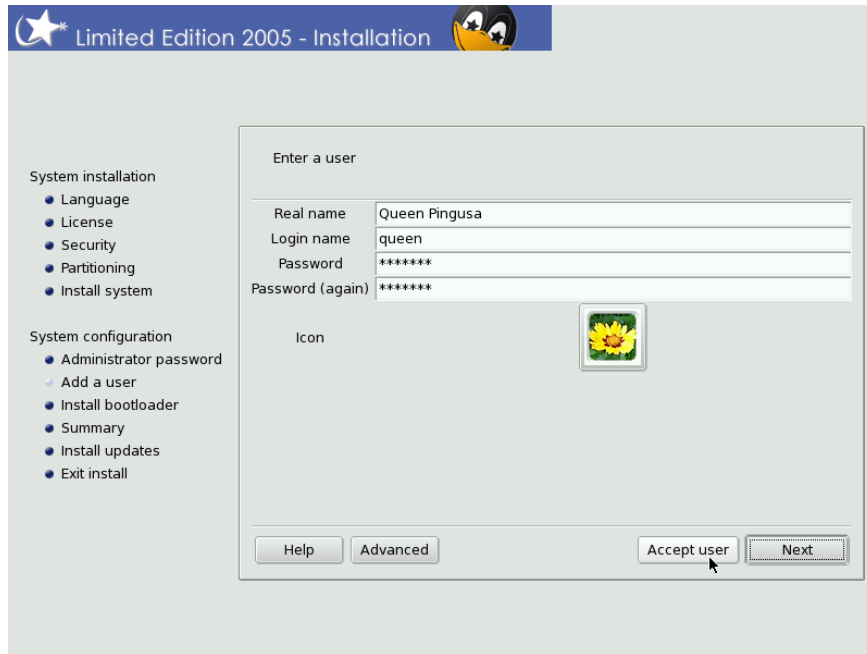 Limited Edition 2005 - Installation
System installation
Language
License
Security
Partitioning
Install system
System configuration
Administrator password
Add a user
Install bootloader
Summary
Install updates
Exit install
Enter a user
Real name Queen Pingusa
Login name queen
Password *******
Password (again) *******
Icon
Help Advanced Accept user Next